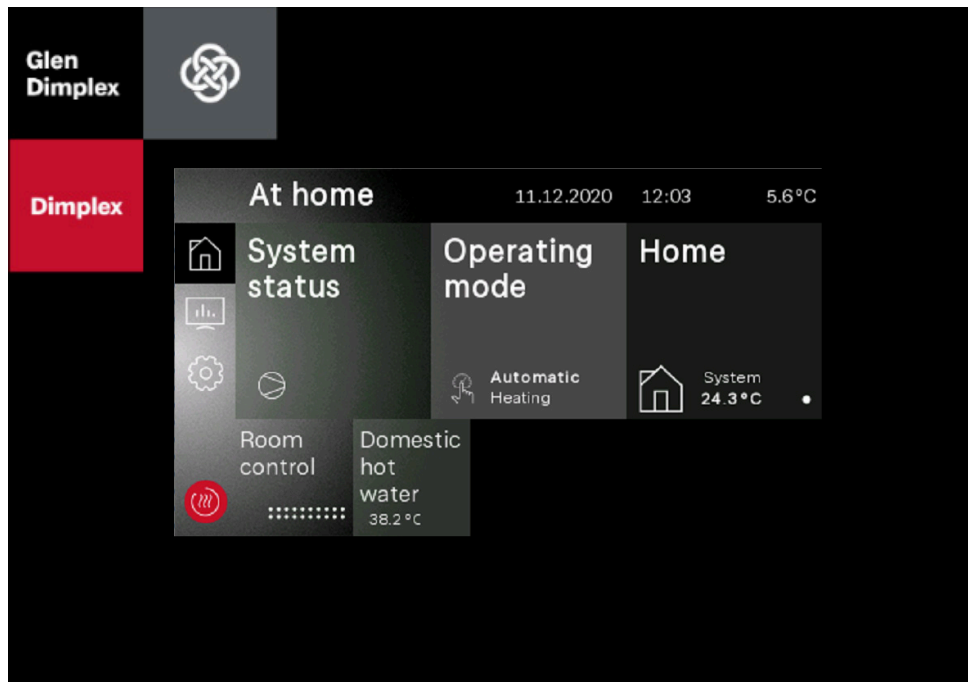 Glen
Dimplex
Dimplex
At home 11.12.2020 12:03 5.6°C
System
status
Operating
mode
Automatic
Heating
Home
System
24.3°C
Room
control
Domestic
hot
water
38.2°C